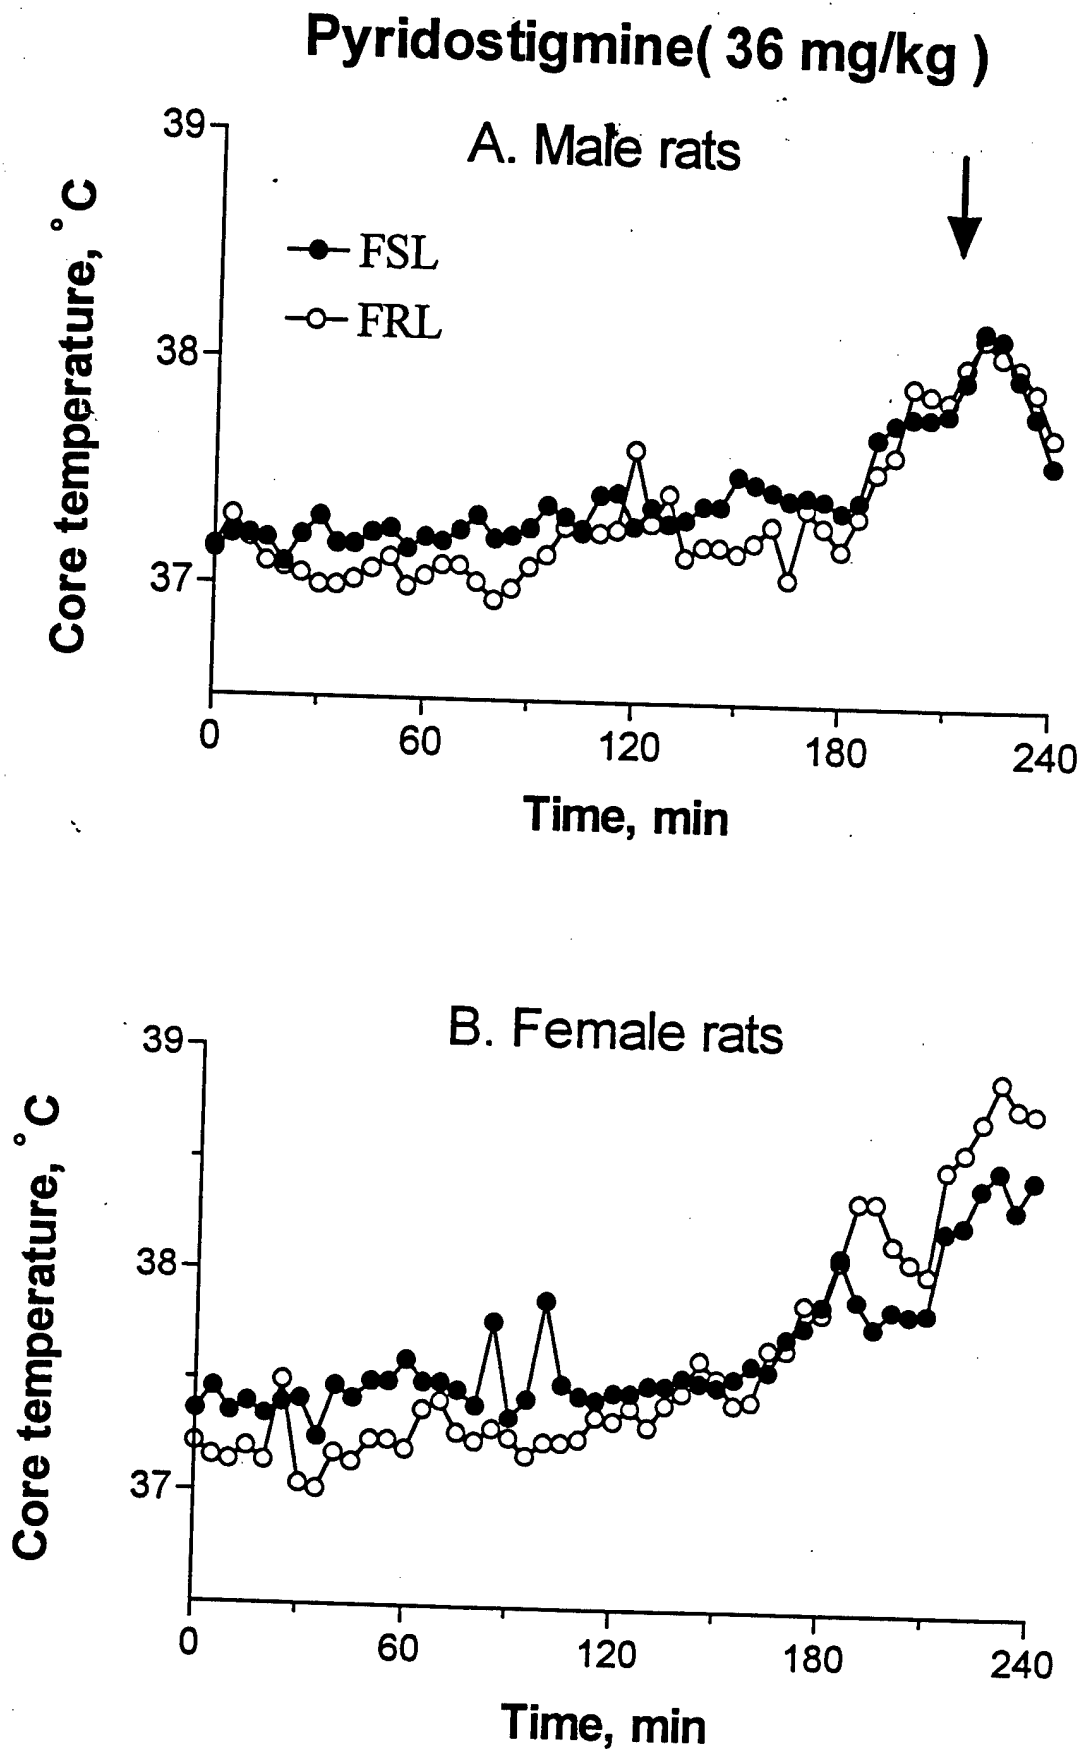 Pyridostigmine( 36 mg/kg )
A. Male rats
39
38
37
Core temperature, °C
FSL
FRL
0 60 120 180 240
Time, min
B. Female rats
39
38
37
Core temperature, °C
0 60 120 180 240
Time, min